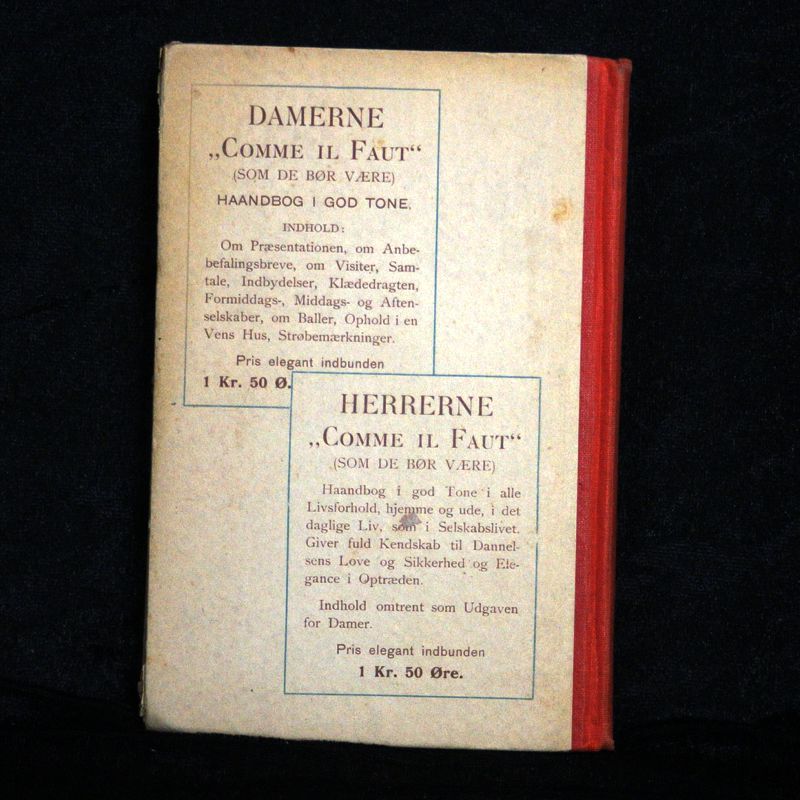 DAMERNE
„COMME IL FAUT“
(SOM DE BØR VÆRE)
HAANDBOG I GOD TONE.
INDHOLD:
Om Præsentationen, om Anbe-
befalingsbreve, om Visiter, Sam-
tale, Indbydelser, Klædedragten,
Formiddags-, Middags- og Aften-
selskaber, om Baller, Ophold i en
Vens Hus, Strøbemærkninger.
Pris elegant indbunden
1 Kr. 50 Ø.
HERRERNE
„COMME IL FAUT“
(SOM DE BØR VÆRE)
Haandbog i god Tone i alle
Livsforhold, hjemme og ude, i det
daglige Liv, som i Selskabslivet.
Giver fuld Kendskab til Dannel-
sens Love og Sikkerhed og Ele-
gance i Optræden.
Indhold omtrent som Udgaven
for Damer.
Pris elegant indbunden
1 Kr. 50 Øre.